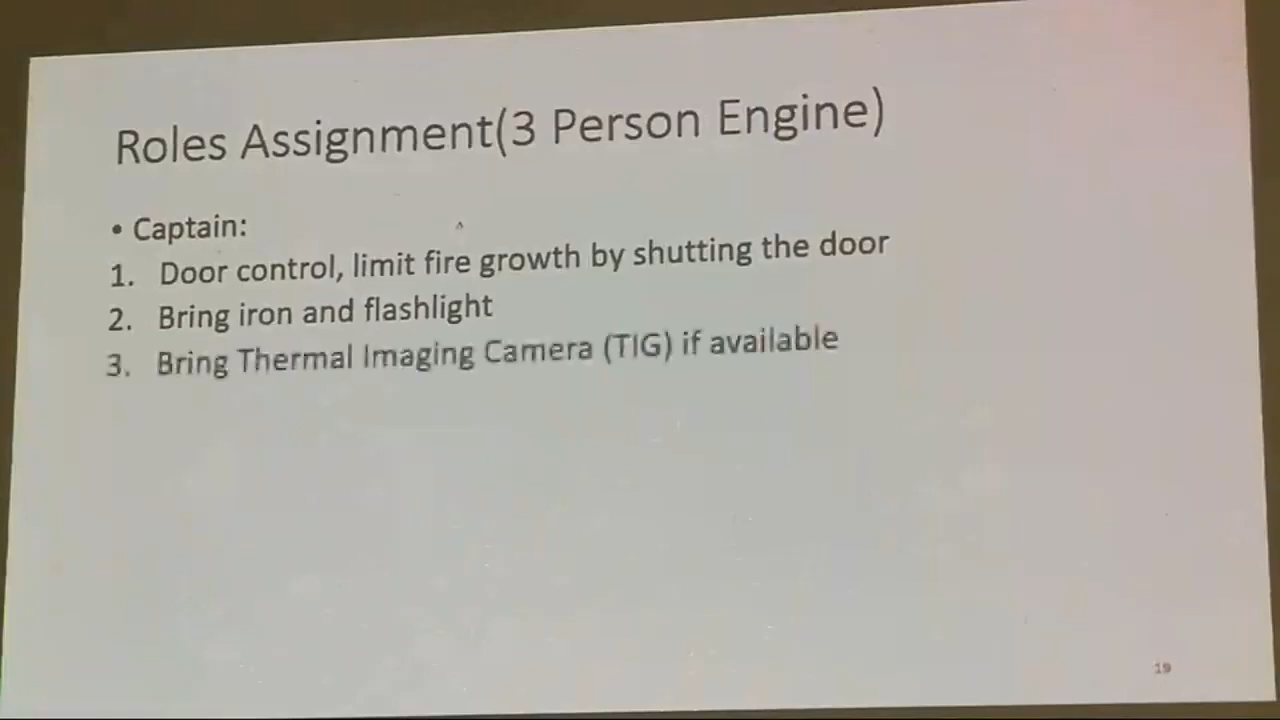 Roles Assignment(3 Person Engine)
• Captain:
1. Door control, limit fire growth by shutting the door
2. Bring iron and flashlight
3. Bring Thermal Imaging Camera (TIG) if available
19